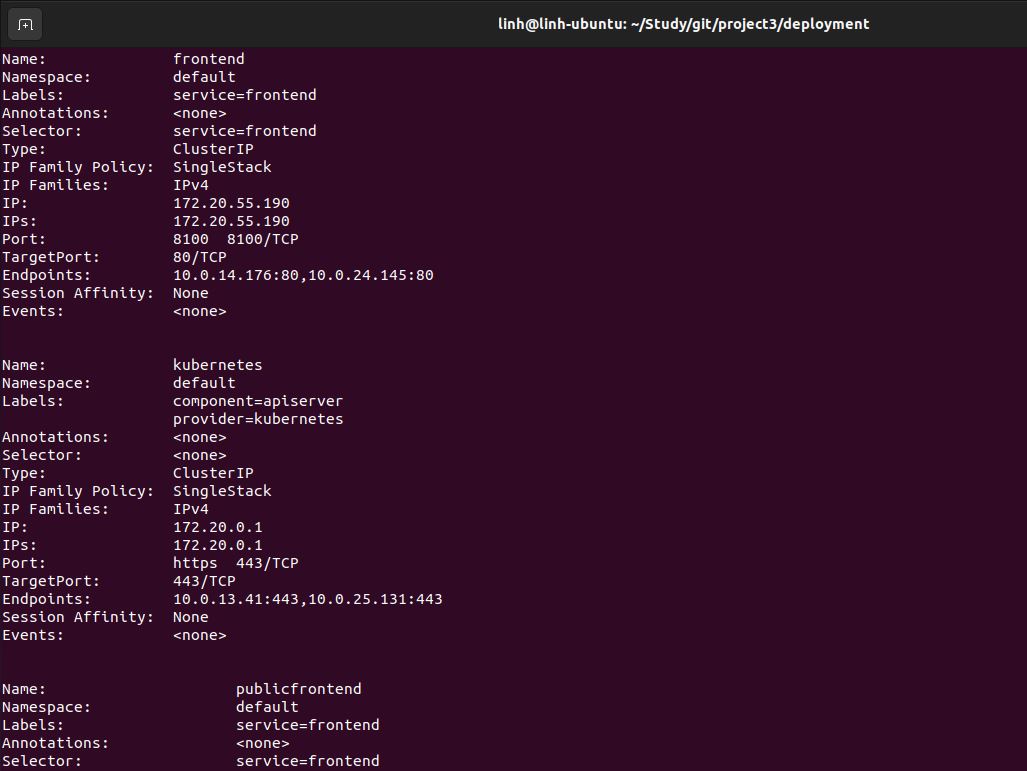 linh@linh-ubuntu: ~/Study/git/project3/deployment
Name:              frontend
Namespace:         default
Labels:            service=frontend
Annotations:       <none>
Selector:          service=frontend
Type:              ClusterIP
IP Family Policy:  SingleStack
IP Families:       IPv4
IP:                172.20.55.190
IPs:               172.20.55.190
Port:              8100  8100/TCP
TargetPort:        80/TCP
Endpoints:         10.0.14.176:80,10.0.24.145:80
Session Affinity:  None
Events:            <none>
Name:              kubernetes
Namespace:         default
Labels:            component=apiserver
                   provider=kubernetes
Annotations:       <none>
Selector:          <none>
Type:              ClusterIP
IP Family Policy:  SingleStack
IP Families:       IPv4
IP:                172.20.0.1
IPs:               172.20.0.1
Port:              https  443/TCP
TargetPort:        443/TCP
Endpoints:         10.0.13.41:443,10.0.25.131:443
Session Affinity:  None
Events:            <none>
Name:                     publicfrontend
Namespace:                default
Labels:                   service=frontend
Annotations:              <none>
Selector:                 service=frontend